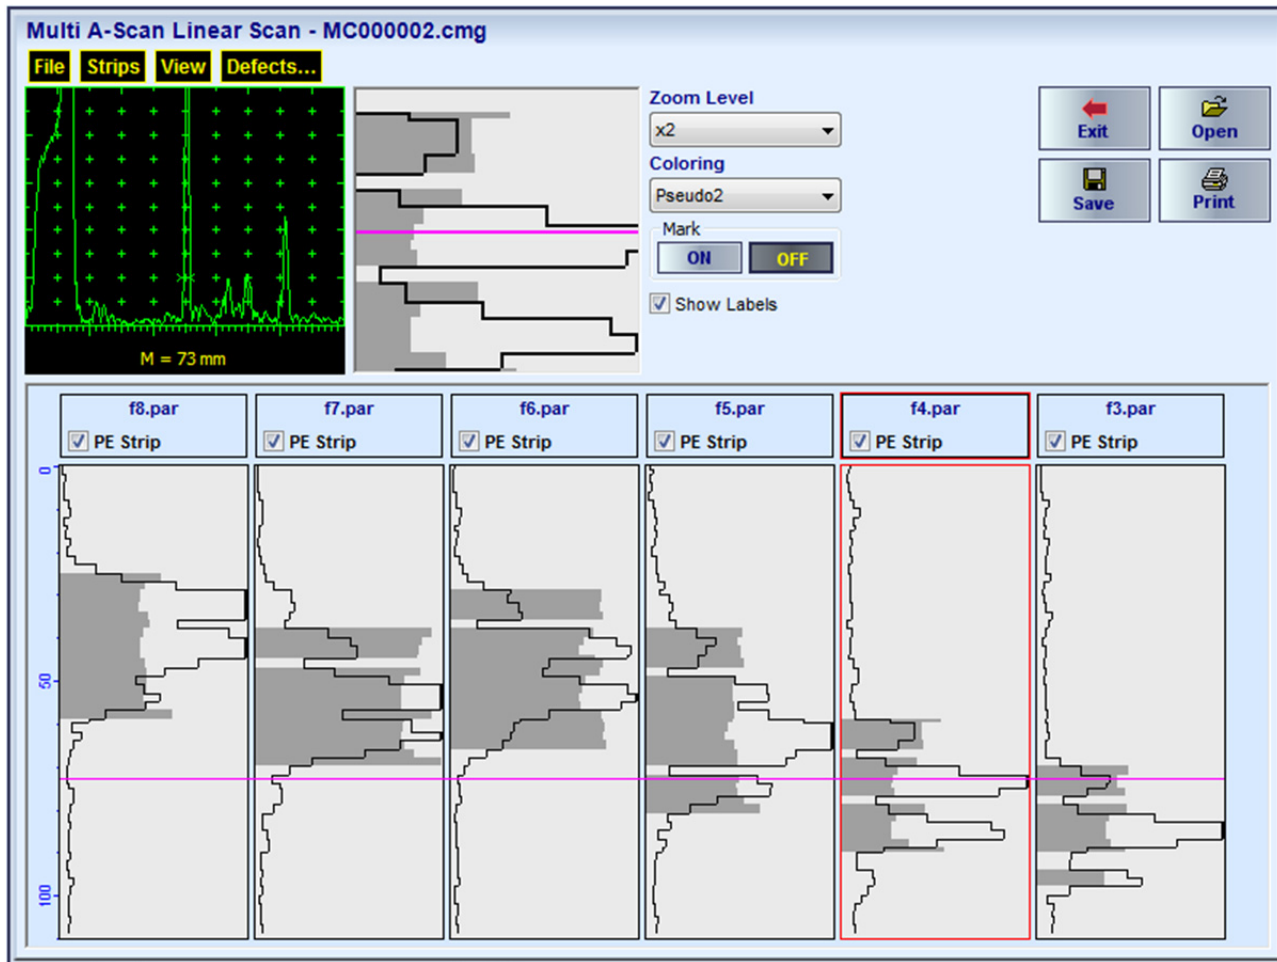 Multi A-Scan Linear Scan - MC000002.cmg
File Strips View Defects...
M = 73 mm
Zoom Level
x2
Coloring
Pseudo2
Mark
ON OFF
Show Labels
Exit Open
Save Print
f8.par f7.par f6.par f5.par f4.par f3.par
PE Strip PE Strip PE Strip PE Strip PE Strip PE Strip
0
50
100